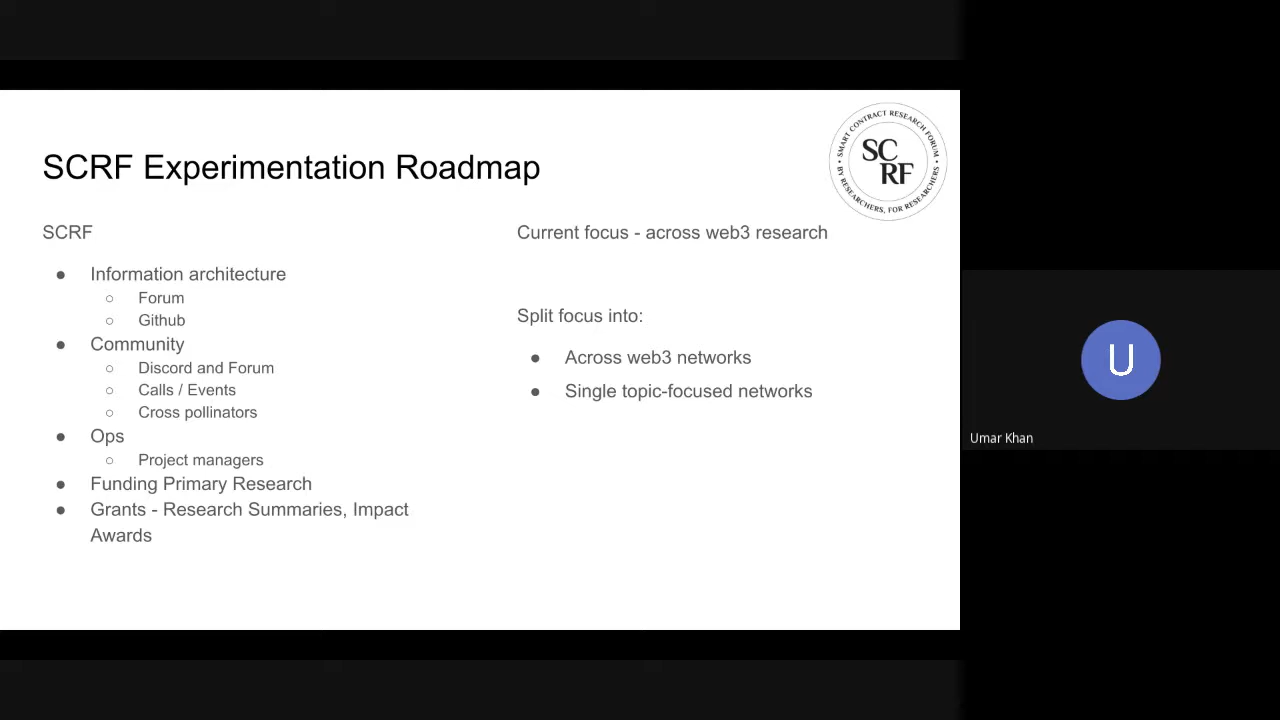 SCRF Experimentation Roadmap
SMART CONTRACT RESEARCH FORUM
SC
RF
• BY RESEARCHERS, FOR RESEARCHERS •
SCRF
● Information architecture
○ Forum
○ Github
● Community
○ Discord and Forum
○ Calls / Events
○ Cross pollinators
● Ops
○ Project managers
● Funding Primary Research
● Grants - Research Summaries, Impact
Awards
Current focus - across web3 research
Split focus into:
● Across web3 networks
● Single topic-focused networks
U
Umar Khan